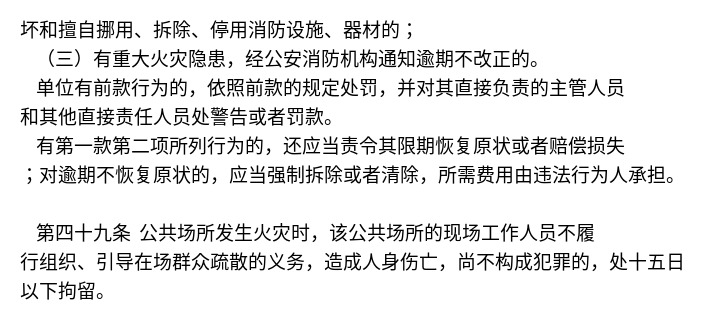 坏和擅自挪用、拆除、停用消防设施、器材的；
（三）有重大火灾隐患，经公安消防机构通知逾期不改正的。
单位有前款行为的，依照前款的规定处罚，并对其直接负责的主管人员
和其他直接责任人员处警告或者罚款。
有第一款第二项所列行为的，还应当责令其限期恢复原状或者赔偿损失
；对逾期不恢复原状的，应当强制拆除或者清除，所需费用由违法行为人承担。
第四十九条 公共场所发生火灾时，该公共场所的现场工作人员不履
行组织、引导在场群众疏散的义务，造成人身伤亡，尚不构成犯罪的，处十五日
以下拘留。